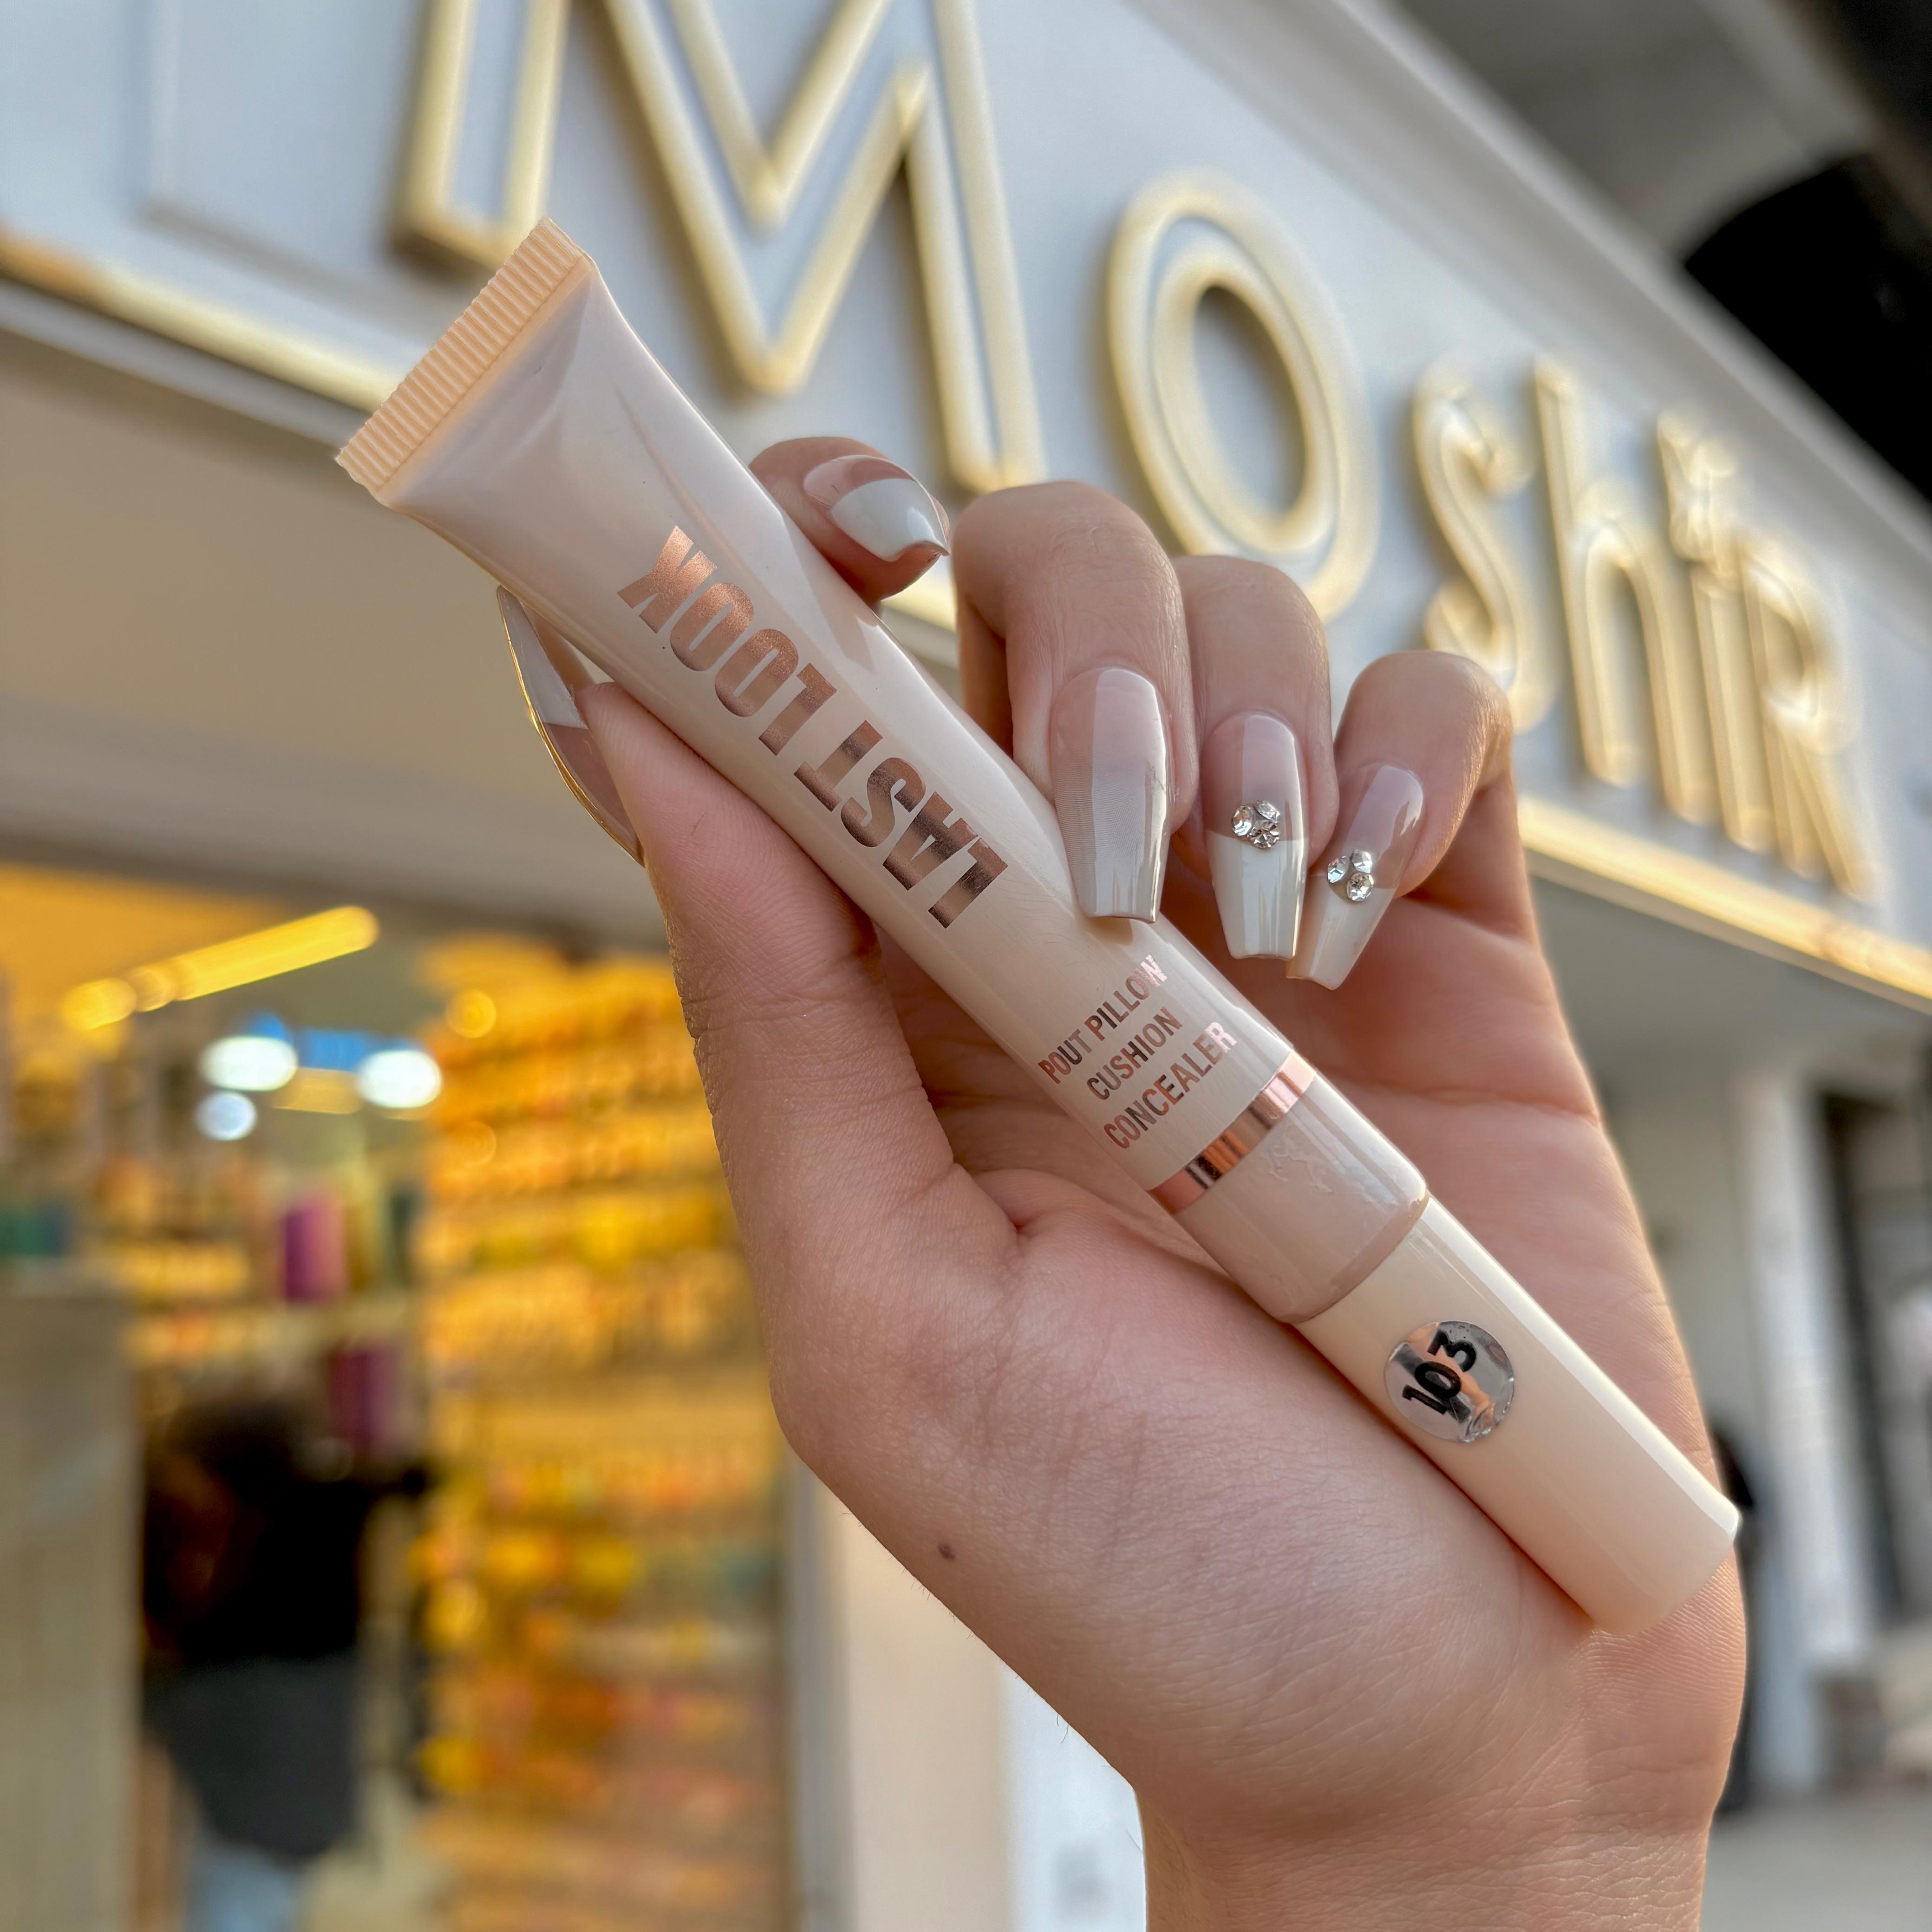 MoshiR
LAST LOOK
POUT PILLOW
CUSHION
CONCEALER
103